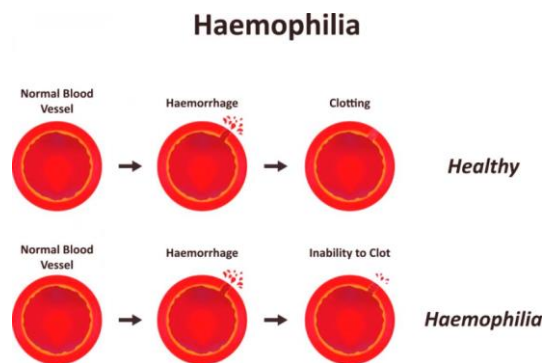 Haemophilia
Normal Blood
Vessel
Haemorrhage
Clotting
Healthy
Normal Blood
Vessel
Haemorrhage
Inability to Clot
Haemophilia